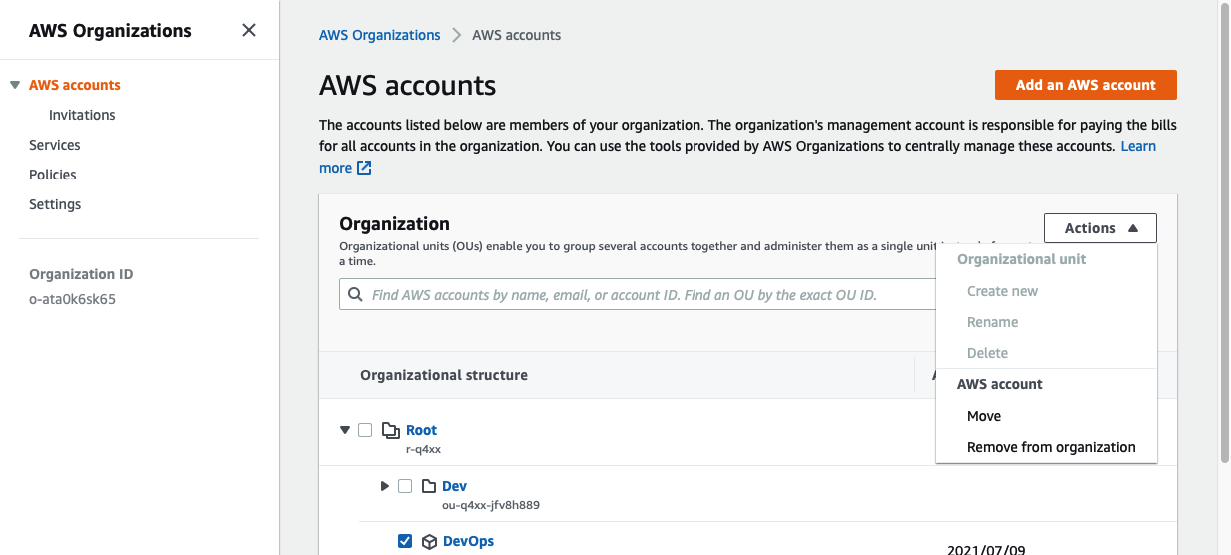 AWS Organizations
AWS accounts
Invitations
Services
Policies
Settings
Organization ID
o-ata0k6sk65
AWS Organizations
AWS accounts
AWS accounts
Add an AWS account
The accounts listed below are members of your organization. The organization's management account is responsible for paying the bills
for all accounts in the organization. You can use the tools provided by AWS Organizations to centrally manage these accounts. Learn
more
Organization
Actions
Organizational units (OUs) enable you to group several accounts together and administer them as a single unit
a time.
Find AWS accounts by name, email, or account ID. Find an OU by the exact OU ID.
Organizational unit
Create new
Rename
Delete
AWS account
Move
Remove from organization
Organizational structure
Root
r-q4xx
Dev
ou-q4xx-jfv8h889
DevOps
2021/07/09